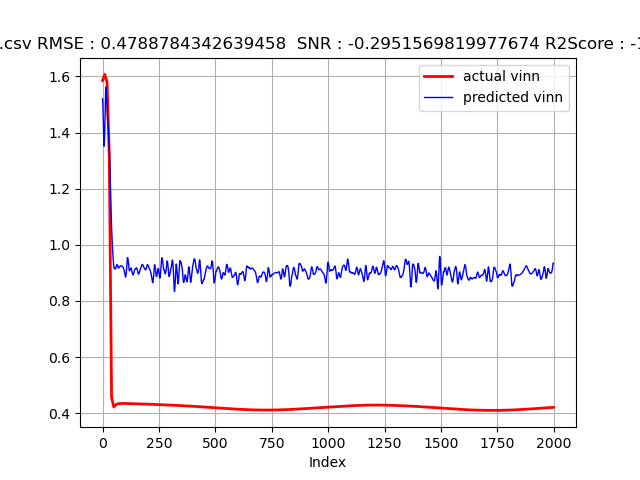 .csv RMSE : 0.4788784342639458  SNR : -0.2951569819977674 R2Score : -1
actual vinn
predicted vinn
1.6
1.4
1.2
1.0
0.8
0.6
0.4
0 250 500 750 1000 1250 1500 1750 2000
Index